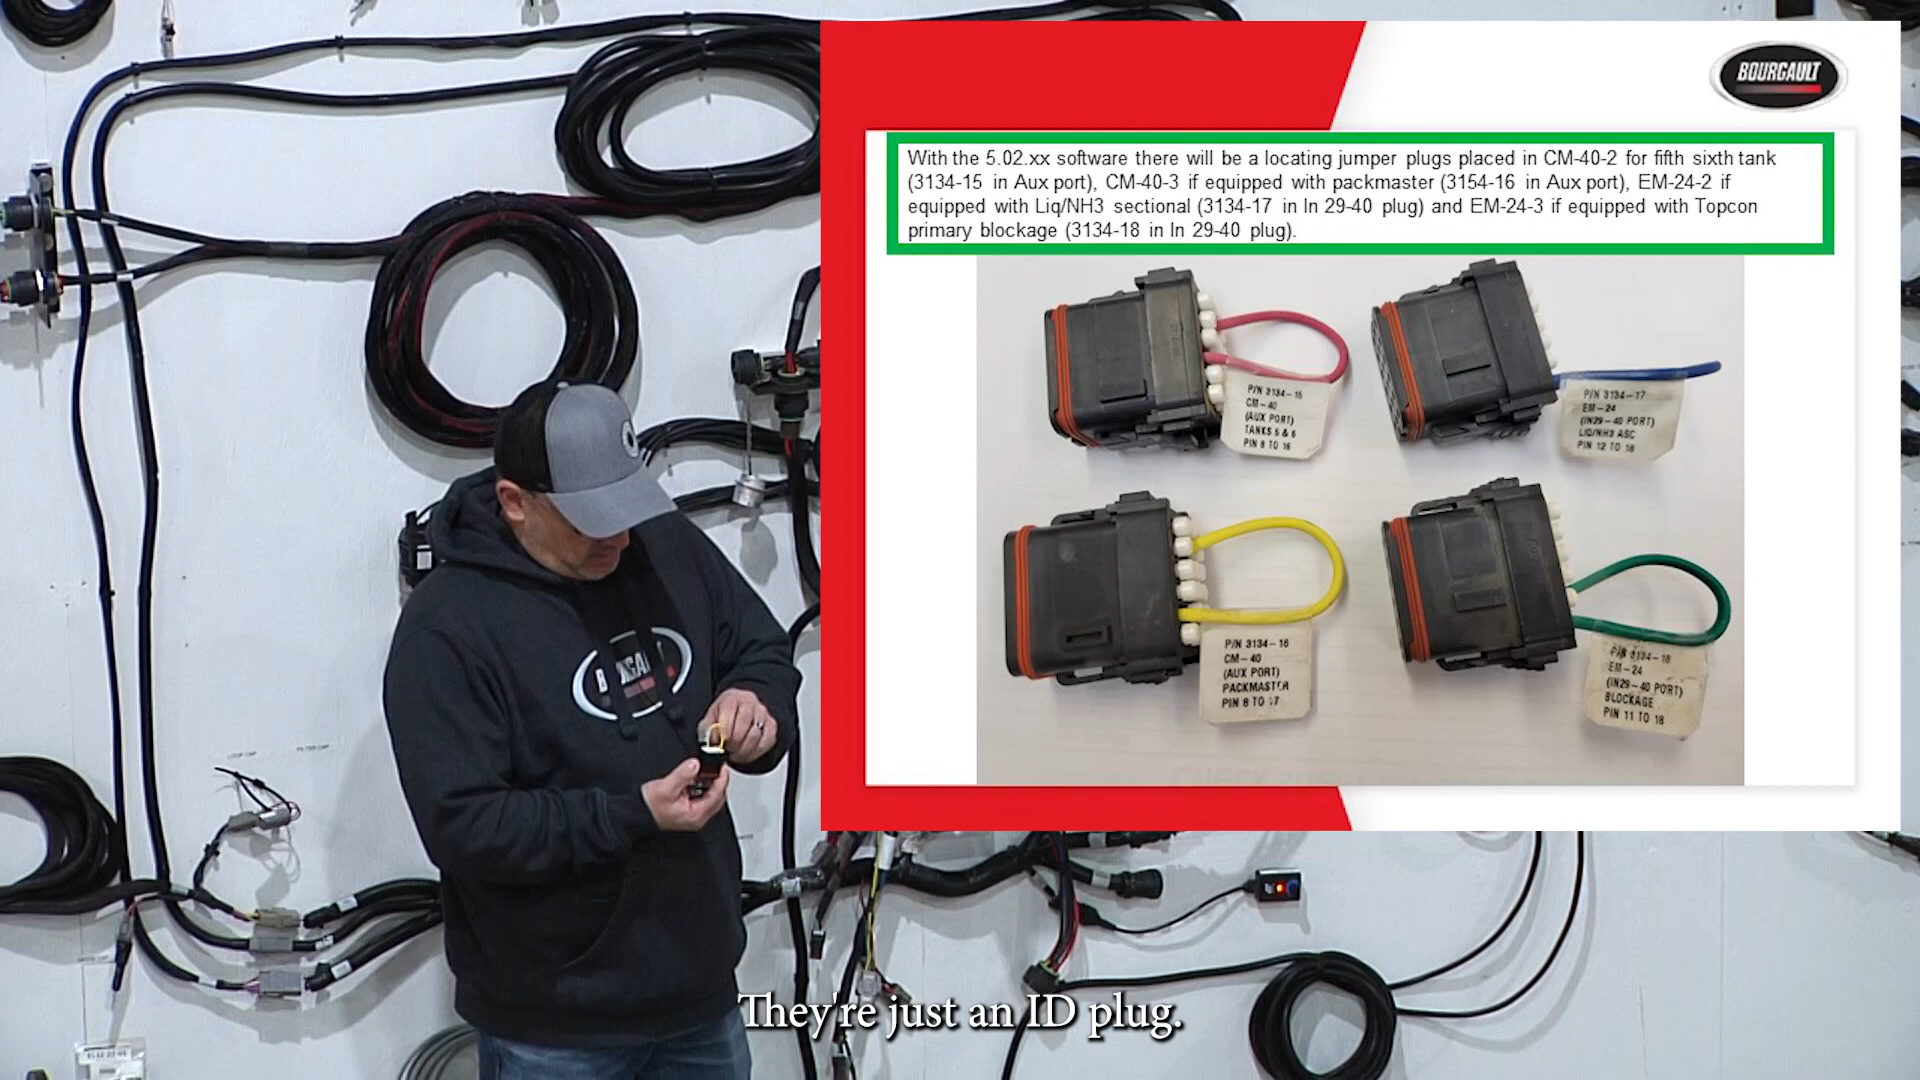 BOURGAULT
With the 5.02.xx software there will be a locating jumper plugs placed in CM-40-2 for fifth sixth tank
(3134-15 in Aux port), CM-40-3 if equipped with packmaster (3154-16 in Aux port), EM-24-2 if
equipped with Liq/NH3 sectional (3134-17 in In 29-40 plug) and EM-24-3 if equipped with Topcon
primary blockage (3134-18 in In 29-40 plug).
P/N 3134-15
CM-40
(AUX PORT)
TANKS 5 & 6
PIN 8 TO 16
P/N 3134-17
EM-24
(IN29-40 PORT)
LIQ/NH3 ASC
PIN 12 TO 18
P/N 3134-16
CM-40
(AUX PORT)
PACKMASTER
PIN 8 TO 17
P/N 3134-18
EM-24
(IN29-40 PORT)
BLOCKAGE
PIN 11 TO 18
LOOP CAP
They're just an ID plug.